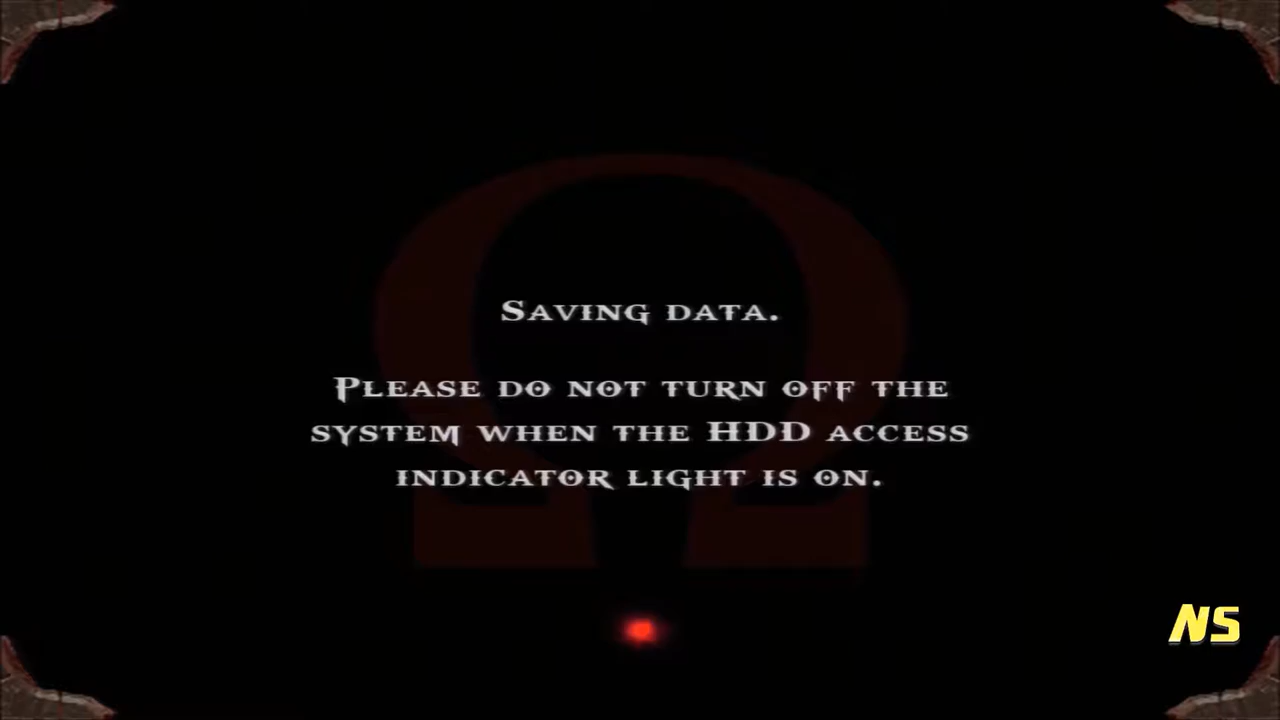 Saving data.
Please do not turn off the
system when the HDD access
indicator light is on.
NS